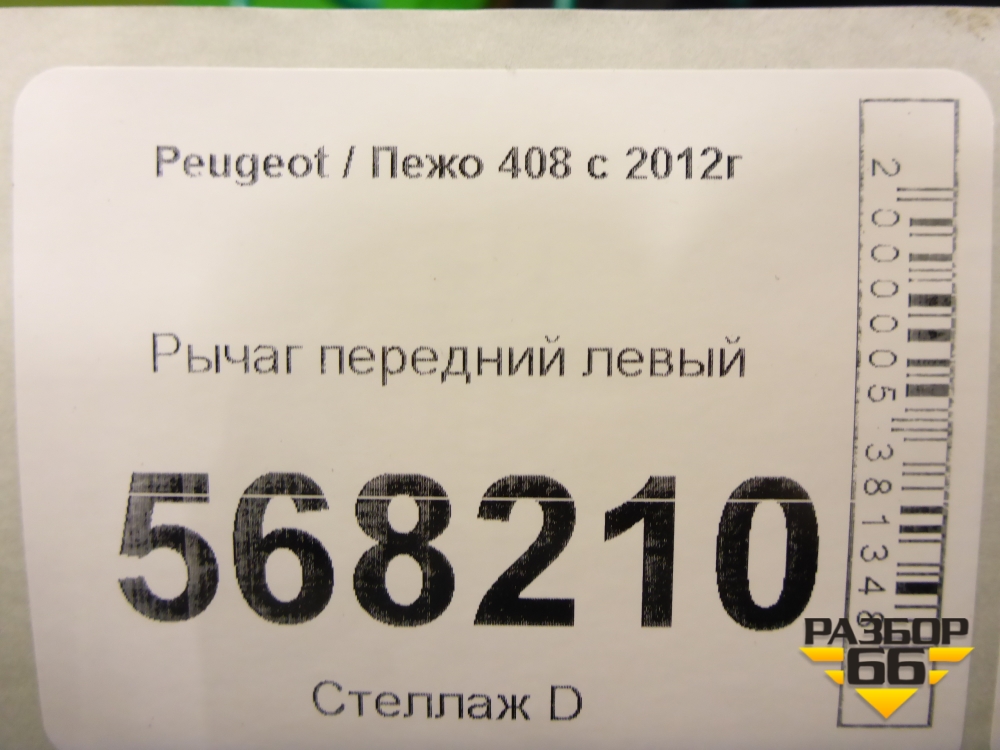 Peugeot / Пежо 408 с 2012г
Рычаг передний левый
568210
Стеллаж D
2000005381348
РАЗБОР
66